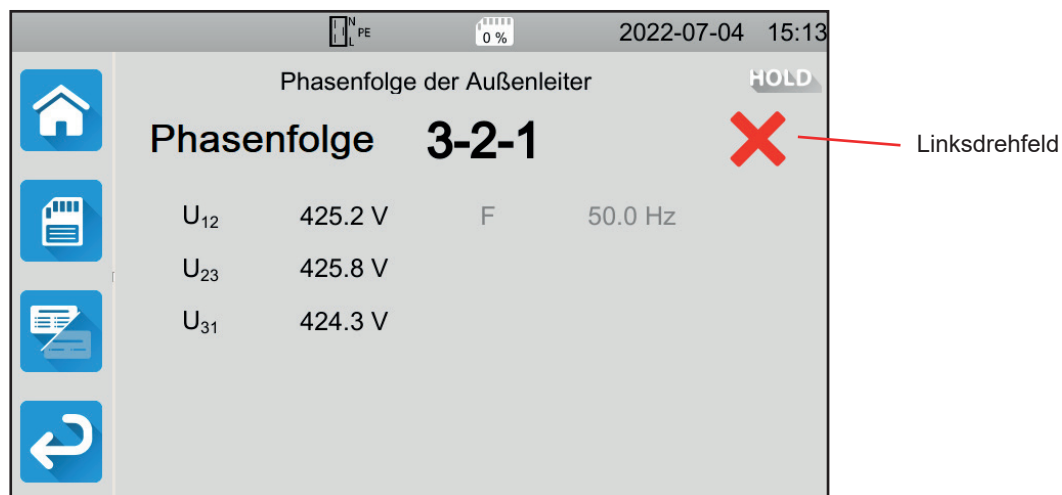 N
L PE
0 %
2022-07-04 15:13
Phasenfolge der Außenleiter
HOLD
Phasenfolge 3-2-1
Linksdrehfeld
U₁₂ 425.2 V F 50.0 Hz
U₂₃ 425.8 V
U₃₁ 424.3 V